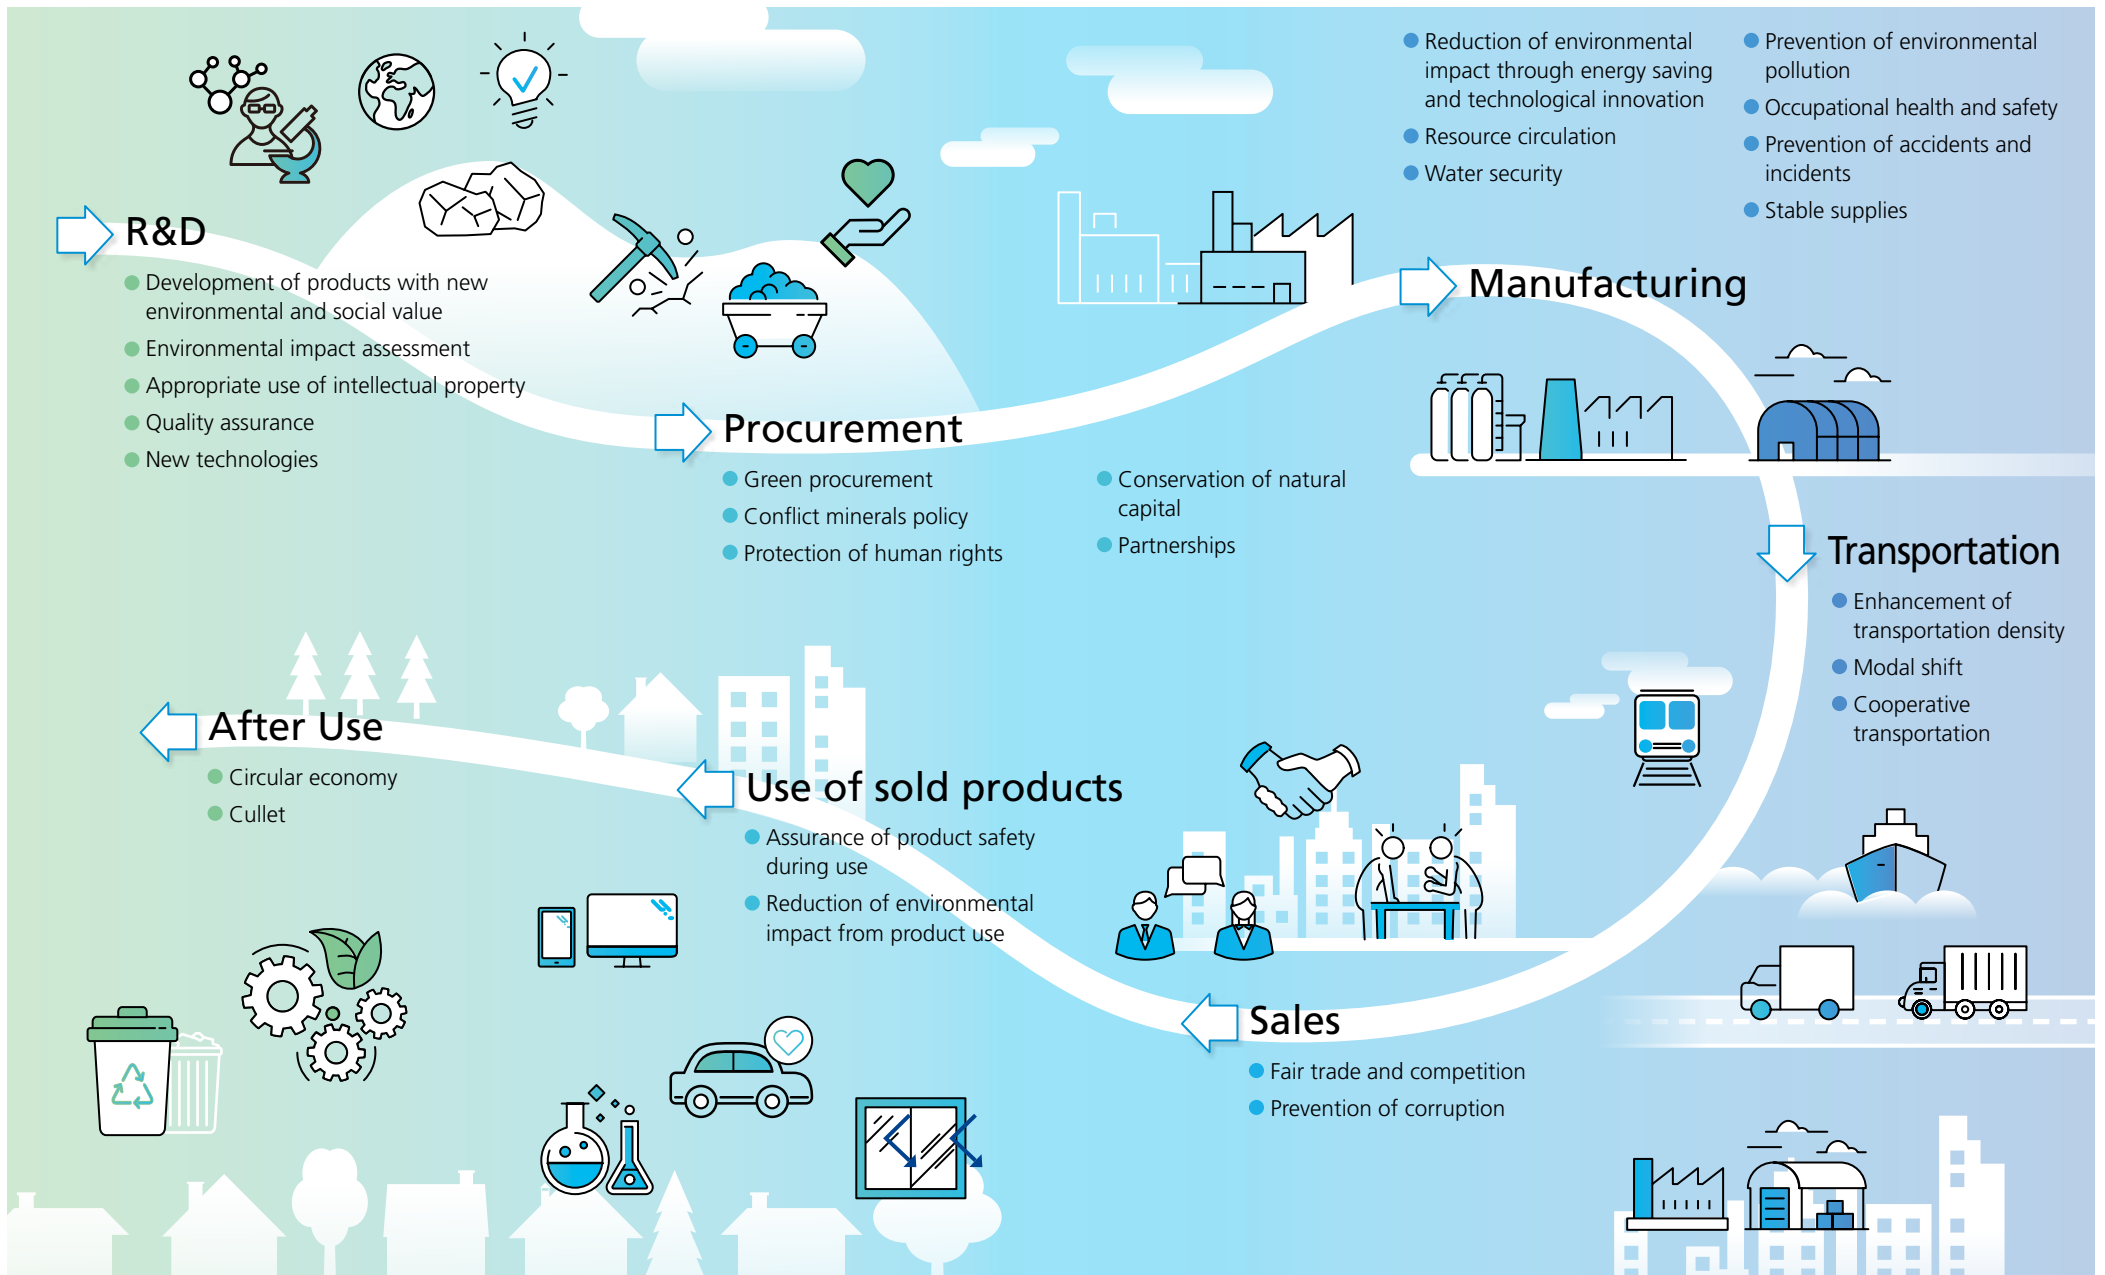 R&D
Development of products with new
environmental and social value
Environmental impact assessment
Appropriate use of intellectual property
Quality assurance
New technologies
Procurement
Green procurement
Conflict minerals policy
Protection of human rights
Conservation of natural
capital
Partnerships
Reduction of environmental
impact through energy saving
and technological innovation
Resource circulation
Water security
Prevention of environmental
pollution
Occupational health and safety
Prevention of accidents and
incidents
Stable supplies
Manufacturing
Transportation
Enhancement of
transportation density
Modal shift
Cooperative
transportation
Sales
Fair trade and competition
Prevention of corruption
Use of sold products
Assurance of product safety
during use
Reduction of environmental
impact from product use
After Use
Circular economy
Cullet